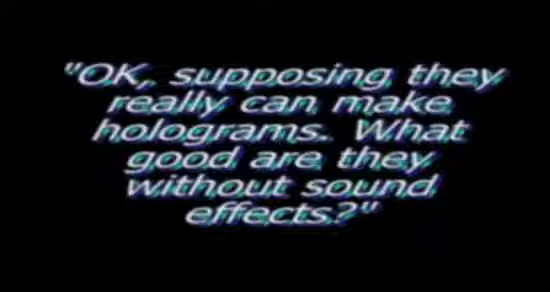 "OK, supposing they
really can make
holograms. What
good are they
without sound
effects?"